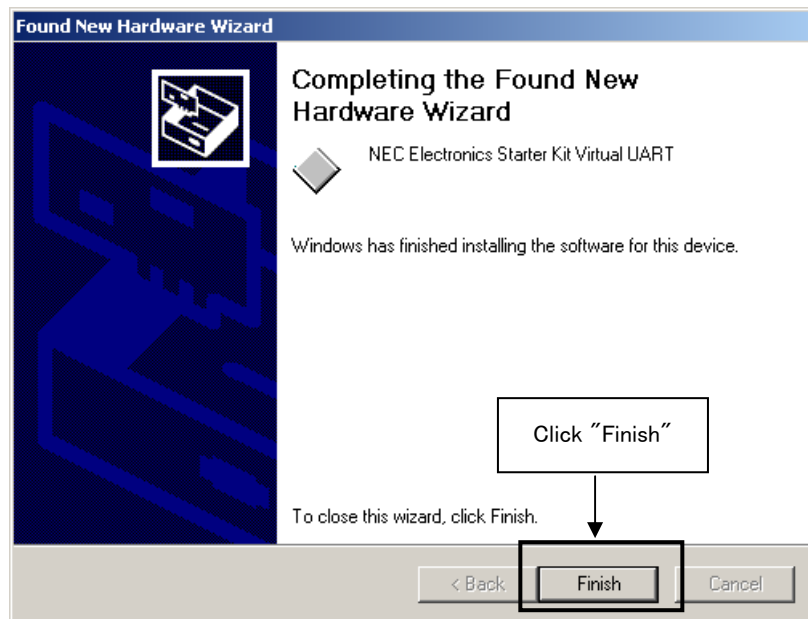 Found New Hardware Wizard
Completing the Found New
Hardware Wizard
NEC Electronics Starter Kit Virtual UART
Windows has finished installing the software for this device.
Click "Finish"
To close this wizard, click Finish.
< Back
Finish
Cancel